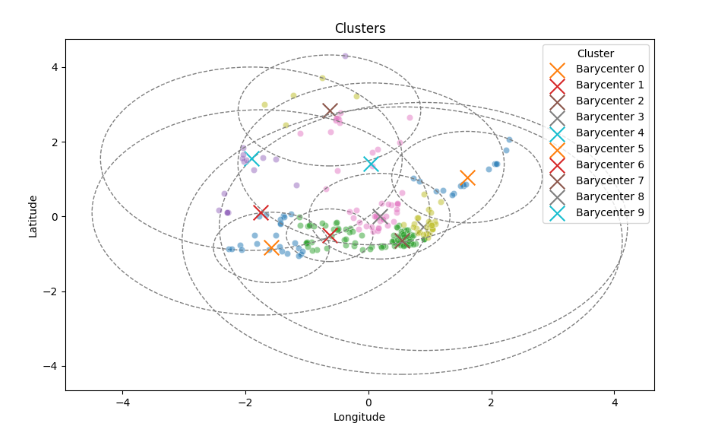 Clusters
Cluster
Barycenter 0
Barycenter 1
Barycenter 2
Barycenter 3
Barycenter 4
Barycenter 5
Barycenter 6
Barycenter 7
Barycenter 8
Barycenter 9
Latitude
4
2
0
−2
−4
−4
−2
0
2
4
Longitude